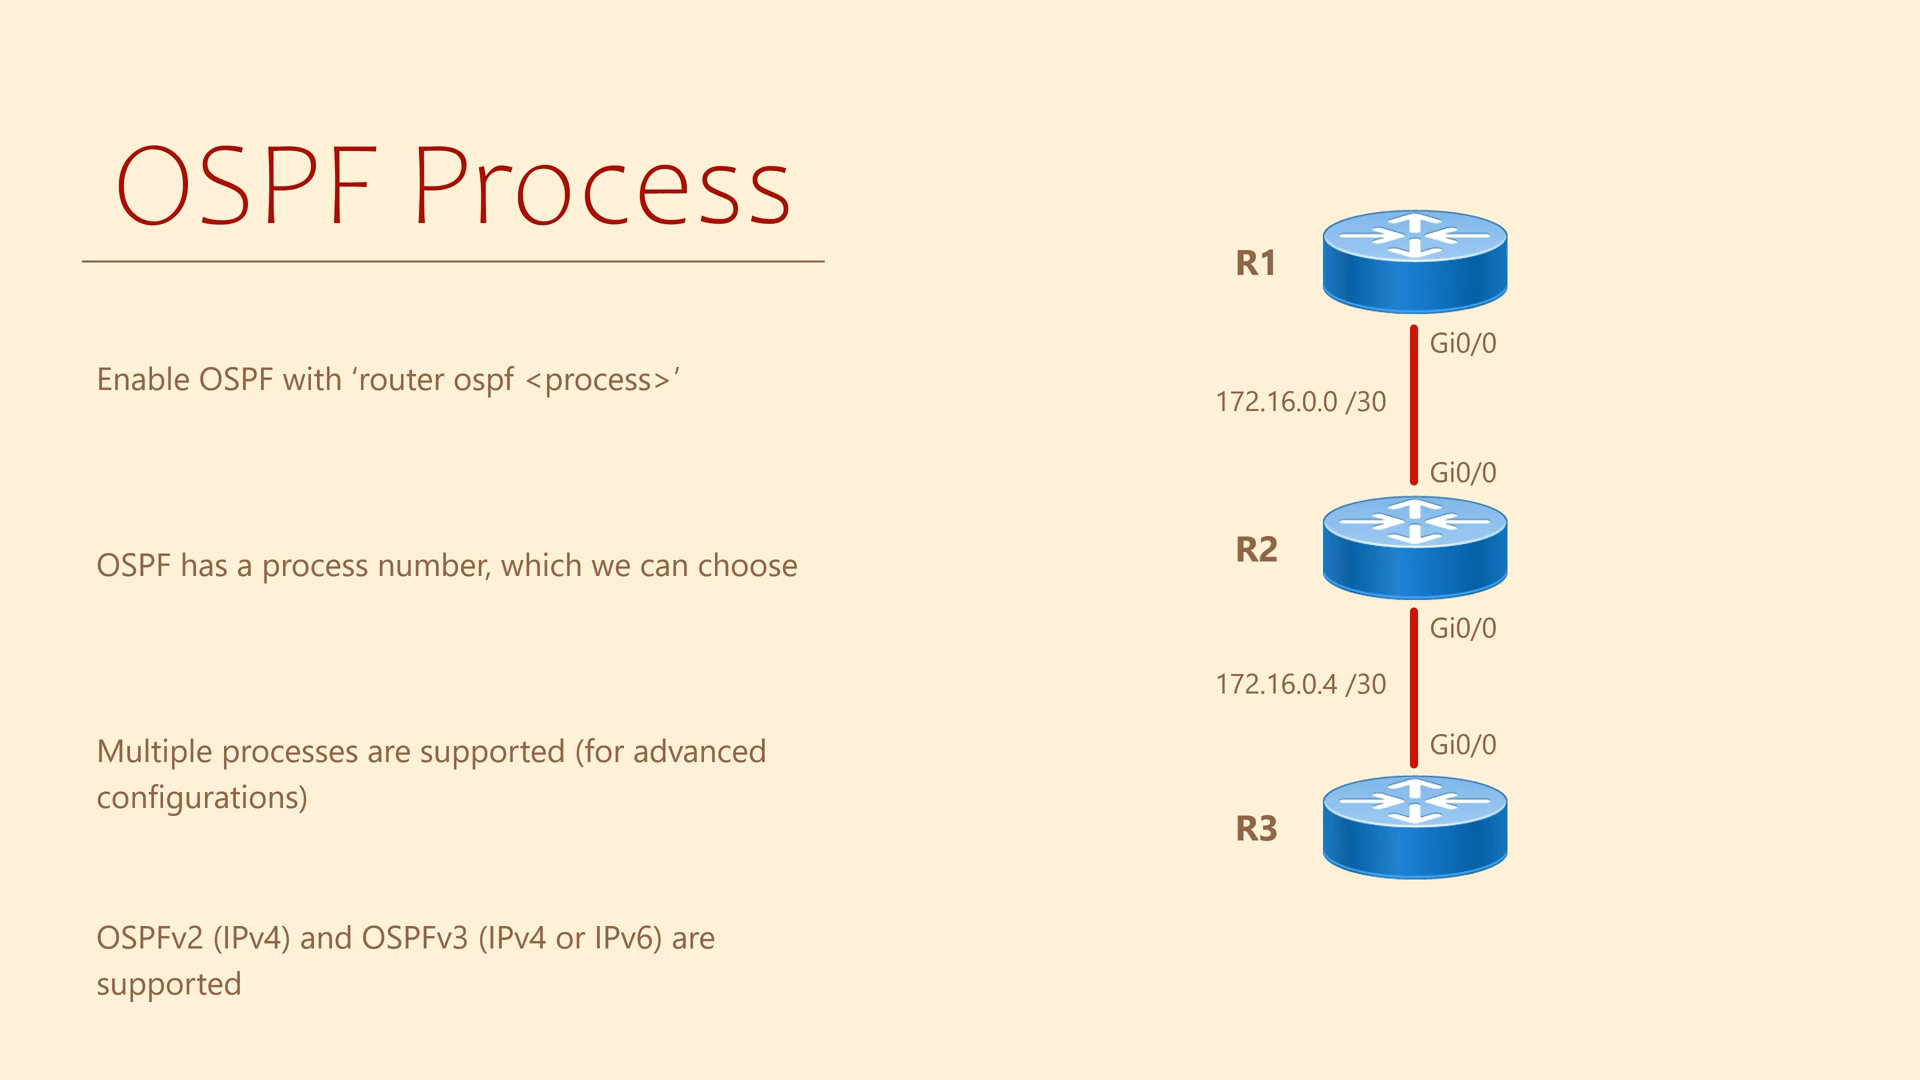 OSPF Process
Enable OSPF with ‘router ospf <process>’
OSPF has a process number, which we can choose
Multiple processes are supported (for advanced
configurations)
OSPFv2 (IPv4) and OSPFv3 (IPv4 or IPv6) are
supported
R1
Gi0/0
172.16.0.0 /30
Gi0/0
R2
Gi0/0
172.16.0.4 /30
Gi0/0
R3